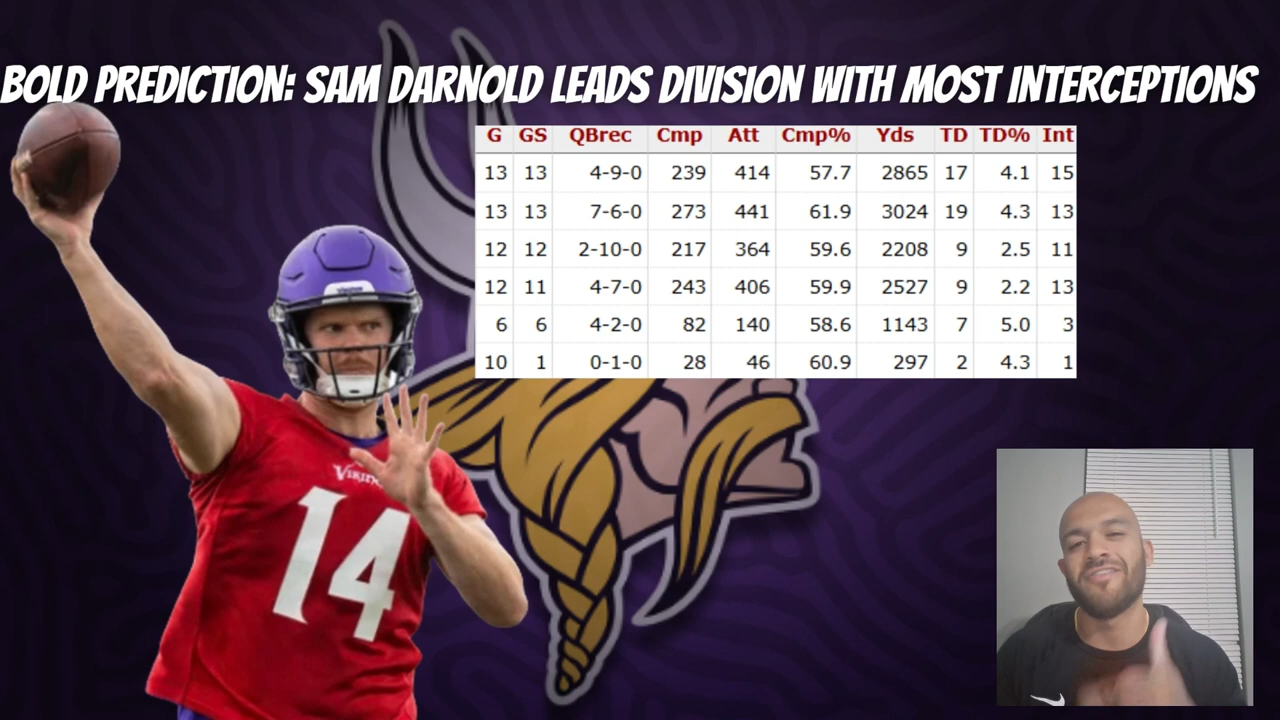 BOLD PREDICTION: SAM DARNOLD LEADS DIVISION WITH MOST INTERCEPTIONS
G GS QBrec Cmp Att Cmp% Yds TD TD% Int
13 13 4-9-0 239 414 57.7 2865 17 4.1 15
13 13 7-6-0 273 441 61.9 3024 19 4.3 13
12 12 2-10-0 217 364 59.6 2208 9 2.5 11
12 11 4-7-0 243 406 59.9 2527 9 2.2 13
6 6 4-2-0 82 140 58.6 1143 7 5.0 3
10 1 0-1-0 28 46 60.9 297 2 4.3 1
14